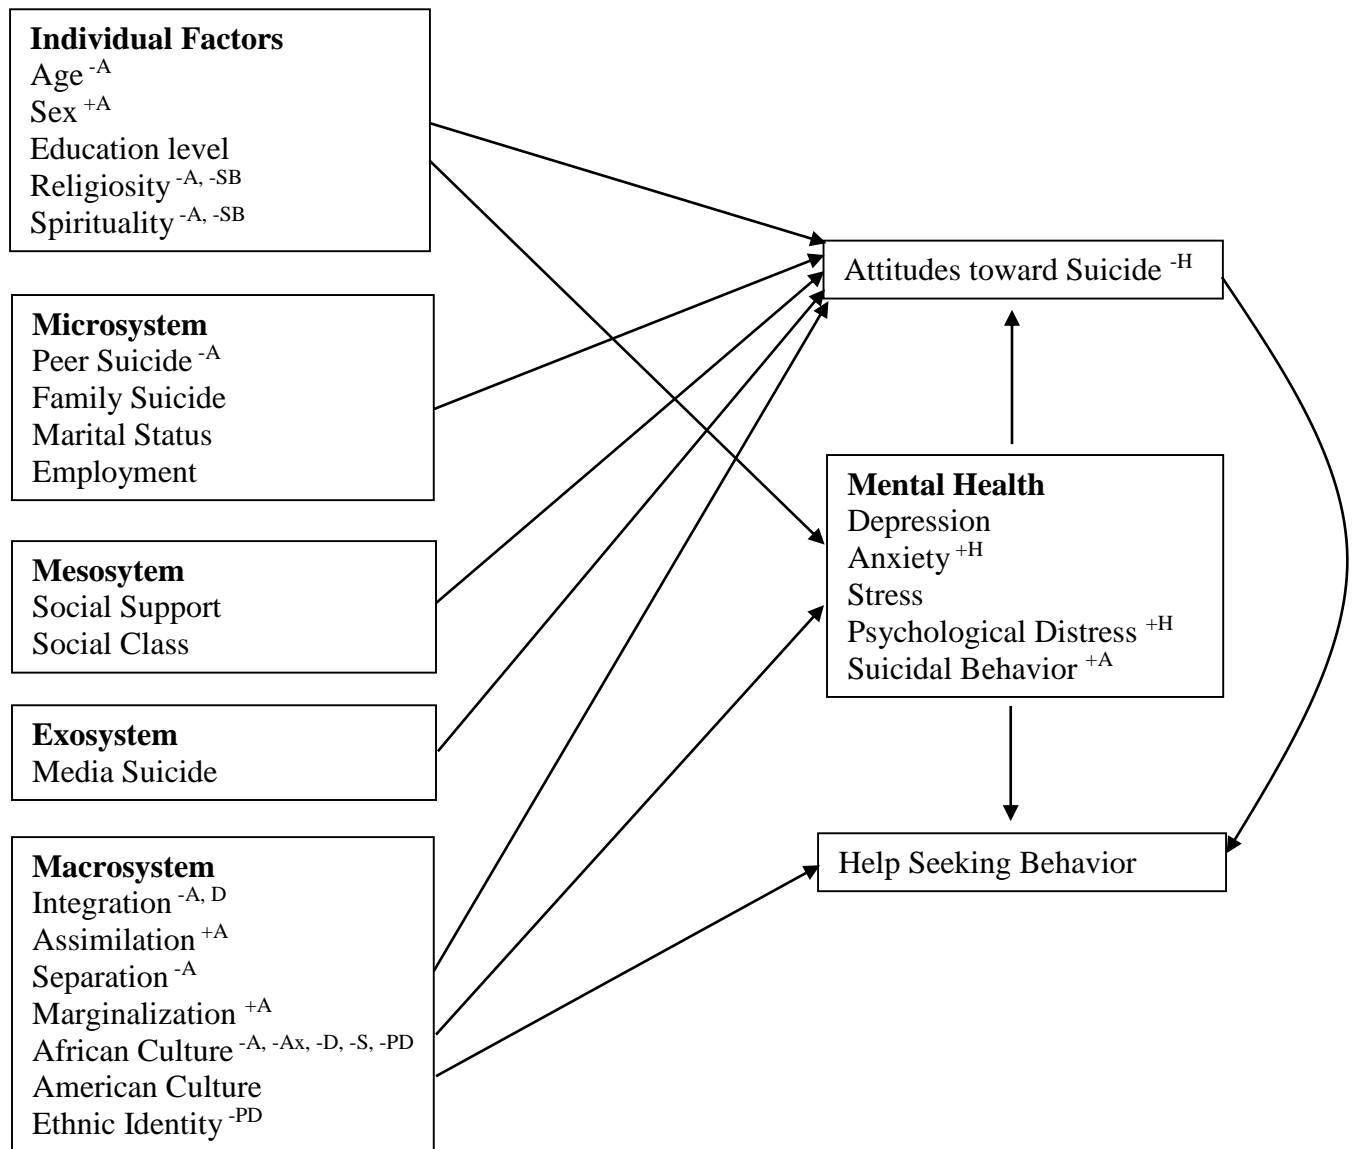 Individual Factors
Age -A
Sex +A
Education level
Religiosity -A, -SB
Spirituality -A, -SB
Microsystem
Peer Suicide -A
Family Suicide
Marital Status
Employment
Mesosytem
Social Support
Social Class
Exosystem
Media Suicide
Macrosystem
Integration -A, D
Assimilation +A
Separation -A
Marginalization +A
African Culture -A, -Ax, -D, -S, -PD
American Culture
Ethnic Identity -PD
Attitudes toward Suicide -H
Mental Health
Depression
Anxiety +H
Stress
Psychological Distress +H
Suicidal Behavior +A
Help Seeking Behavior